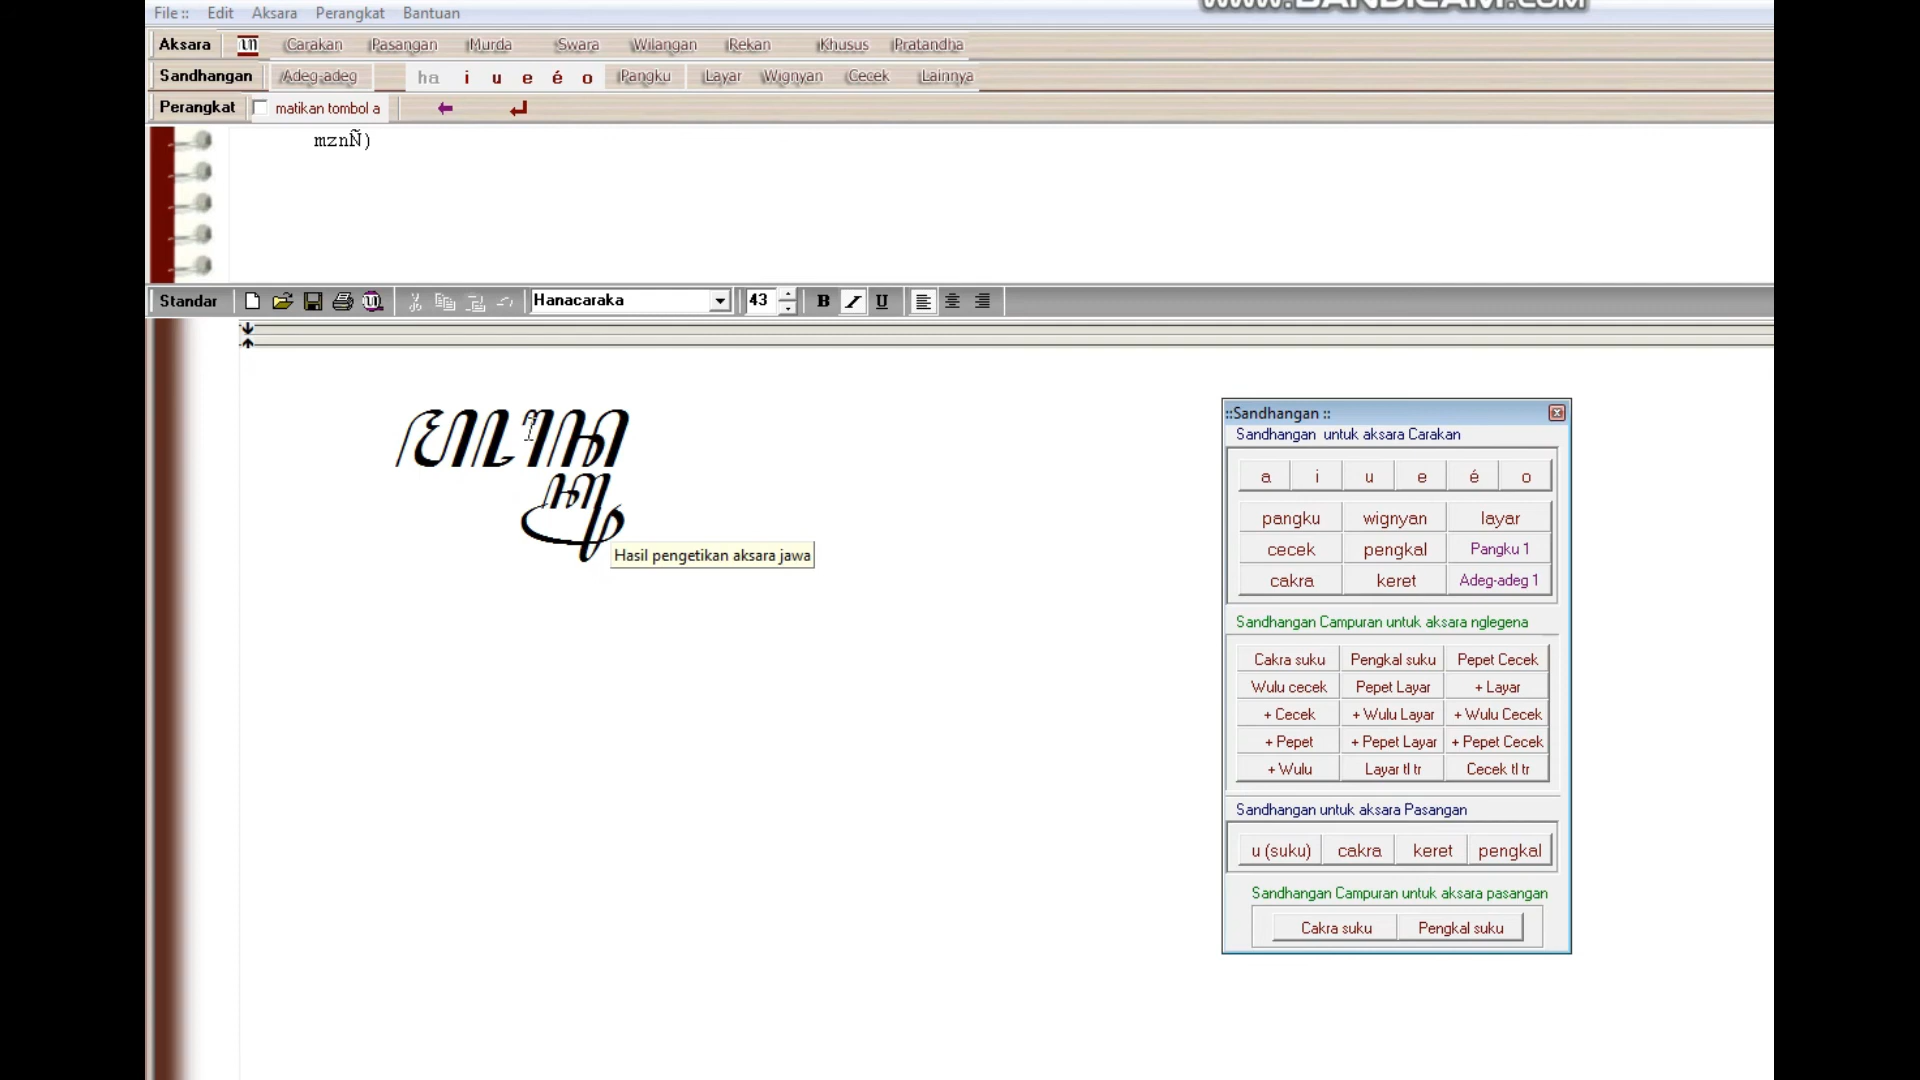 WWW.BANDICAM.COM
File :: Edit Aksara Perangkat Bantuan
Aksara Carakan Pasangan Murda Swara Wilangan Rekan Khusus Pratandha
Sandhangan Adeg-adeg ha i u e é o Pangku Layar Wignyan Cecek Lainnya
Perangkat matikan tombol a
mznÑ)
Standar Hanacaraka 43 B I U
Hasil pengetikan aksara jawa
::Sandhangan ::
Sandhangan untuk aksara Carakan
a i u e é o
pangku wignyan layar
cecek pengkal Pangku 1
cakra keret Adeg-adeg 1
Sandhangan Campuran untuk aksara nglegena
Cakra suku Pengkal suku Pepet Cecek
Wulu cecek Pepet Layar + Layar
+ Cecek + Wulu Layar + Wulu Cecek
+ Pepet + Pepet Layar + Pepet Cecek
+ Wulu Layar tl tr Cecek tl tr
Sandhangan untuk aksara Pasangan
u (suku) cakra keret pengkal
Sandhangan Campuran untuk aksara pasangan
Cakra suku Pengkal suku